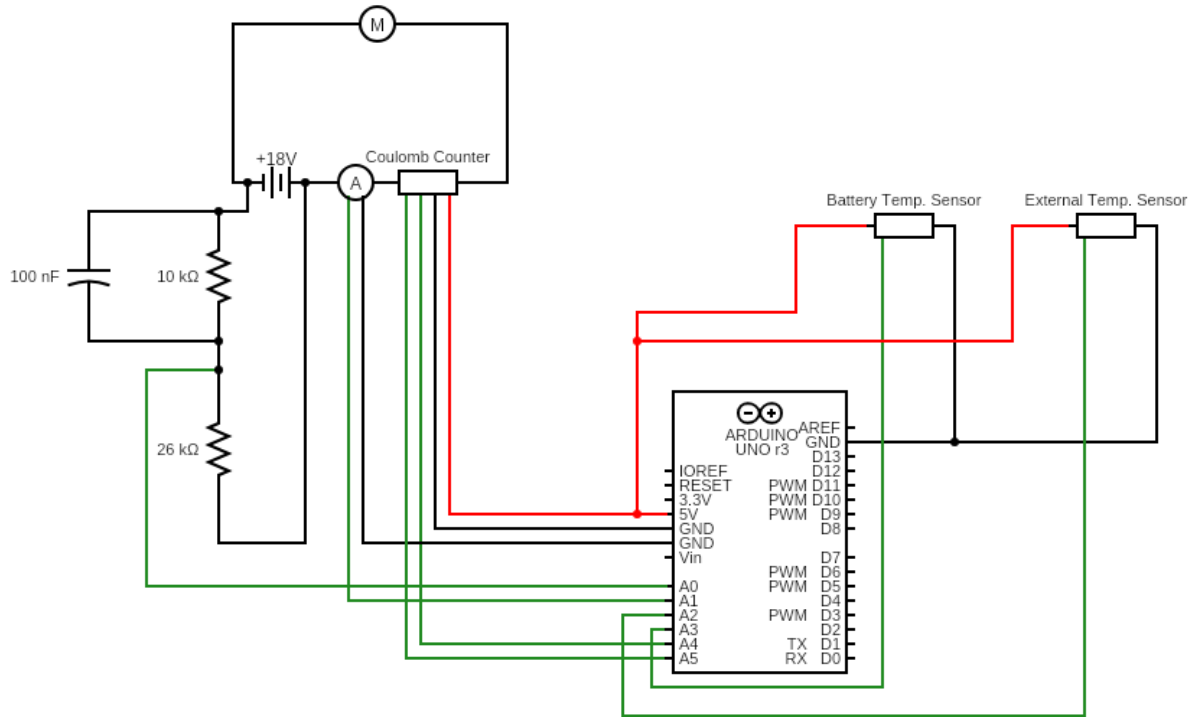 M
+18V
Coulomb Counter
A
Battery Temp. Sensor
External Temp. Sensor
100 nF
10 kΩ
26 kΩ
ARDUINO
UNO r3
AREF
GND
D13
IOREF
D12
RESET
PWM D11
3.3V
PWM D10
5V
PWM D9
GND
D8
GND
Vin
D7
PWM D6
A0
PWM D5
A1
D4
A2
PWM D3
A3
D2
A4
TX D1
A5
RX D0